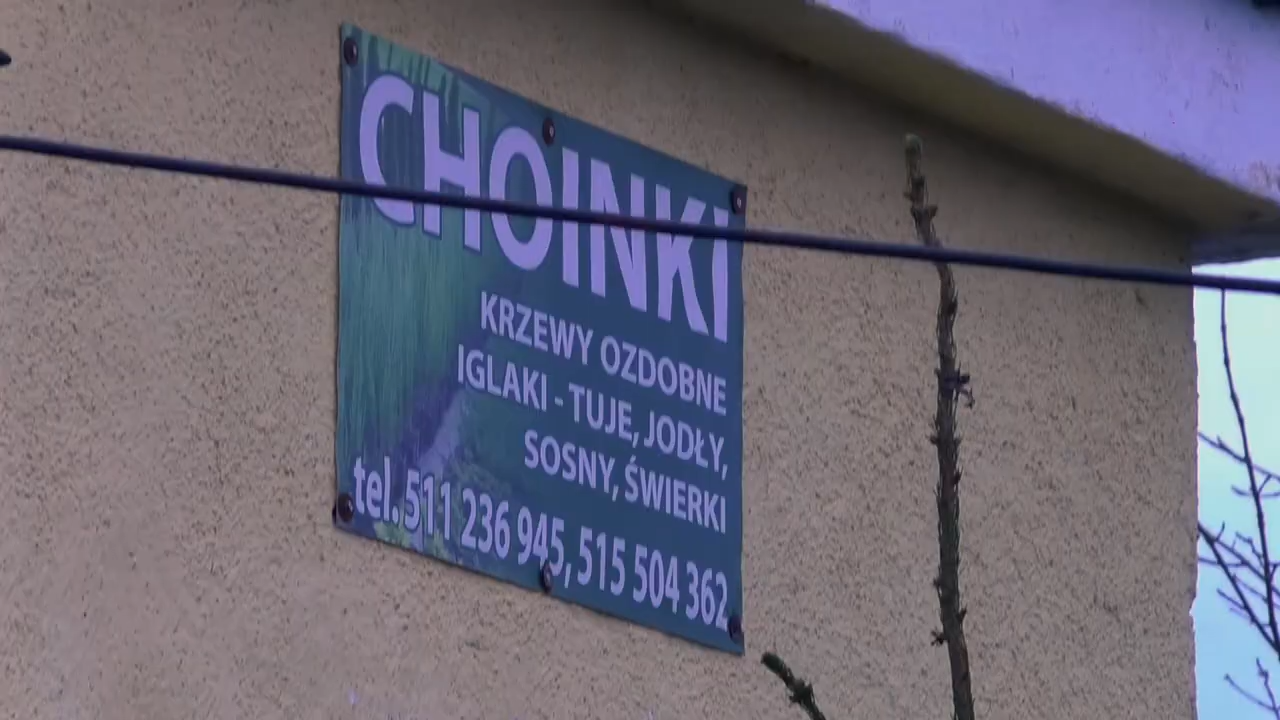 CHOINKI
KRZEWY OZDOBNE
IGLAKI - TUJE, JODŁY,
SOSNY, ŚWIERKI
tel. 511 236 945, 515 504 362